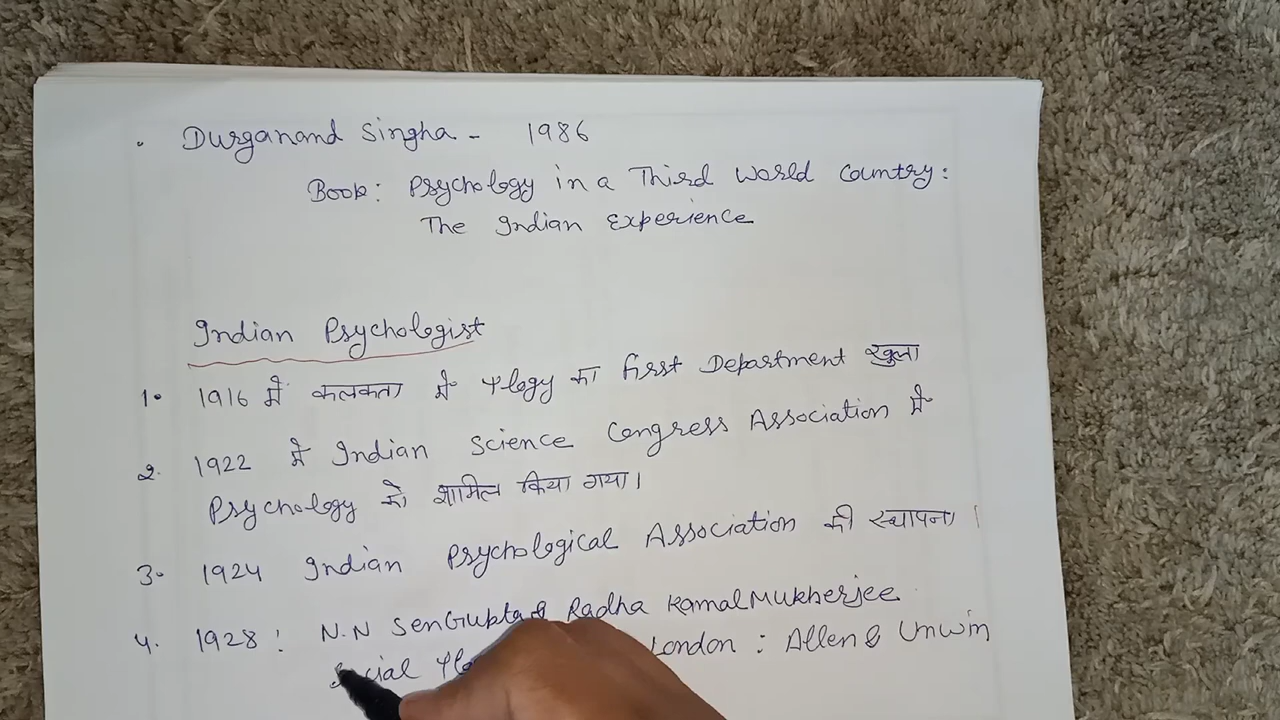 . Durganand Singha - 1986
Book: Psychology in a Third World Country:
The Indian Experience
Indian Psychologist
1. 1916 में कलकता में Ψlogy का first Department खुला
2. 1922 में Indian Science Congress Association में
Psychology को शामिल किया गया।
3. 1924 Indian Psychological Association की स्थापना।
4. 1928: N.N SenGupta & Radha Kamal Mukherjee
Social London: Allen & Unwin